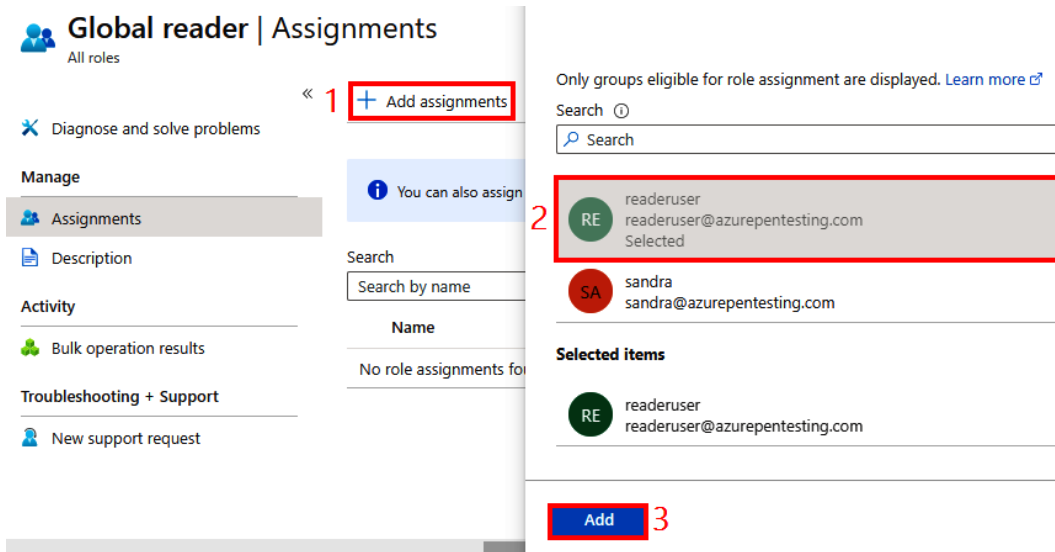 Global reader | Assignments
All roles
«
Diagnose and solve problems
Manage
Assignments
Description
Activity
Bulk operation results
Troubleshooting + Support
New support request
1
+ Add assignments
You can also assign
Search
Search by name
Name
No role assignments fou
Only groups eligible for role assignment are displayed. Learn more
Search
Search
2
RE
readeruser
readeruser@azurepentesting.com
Selected
SA
sandra
sandra@azurepentesting.com
Selected items
RE
readeruser
readeruser@azurepentesting.com
Add
3